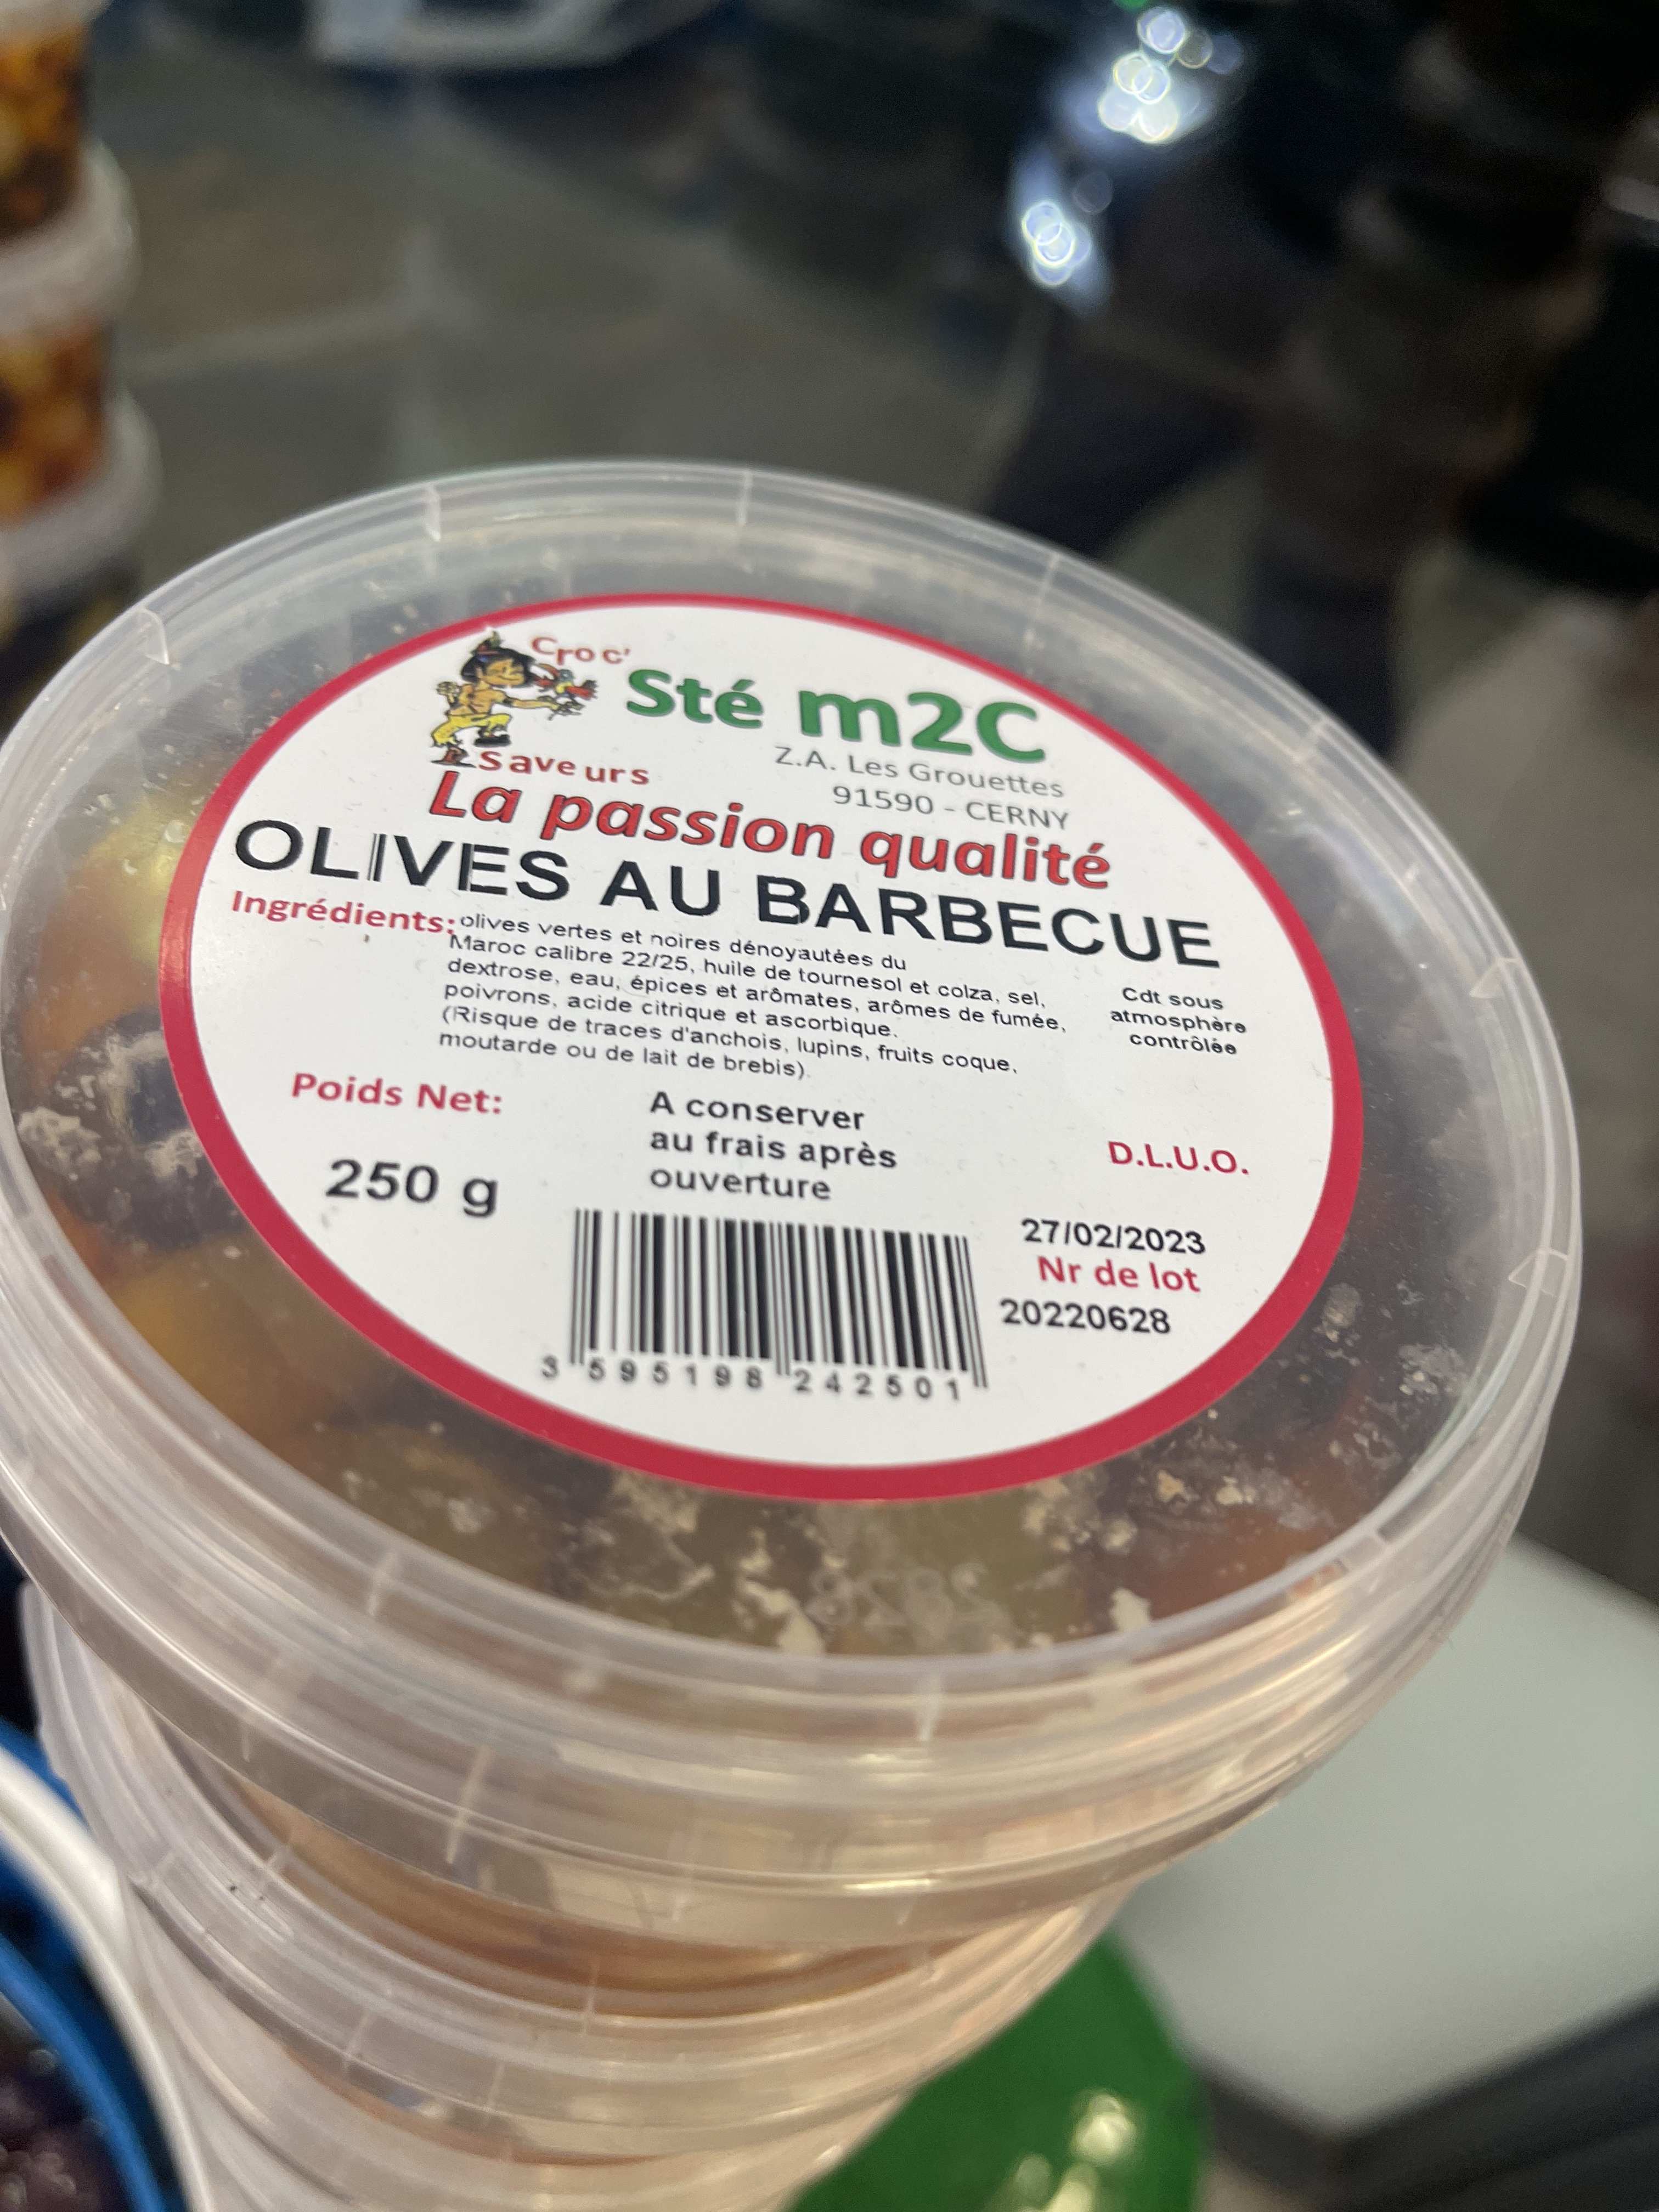 Croc'
Saveurs
Sté m2C
Z.A. Les Grouettes
91590 - CERNY
La passion qualité
OLIVES AU BARBECUE
Ingrédients: olives vertes et noires dénoyautées du
Maroc calibre 22/25, huile de tournesol et colza, sel,
dextrose, eau, épices et arômates, arômes de fumée,
poivrons, acide citrique et ascorbique.
(Risque de traces d'anchois, lupins, fruits coque,
moutarde ou de lait de brebis).
Cdt sous
atmosphère
contrôlée
Poids Net:
250 g
A conserver
au frais après
ouverture
D.L.U.O.
27/02/2023
Nr de lot
20220628
3 595198 242501